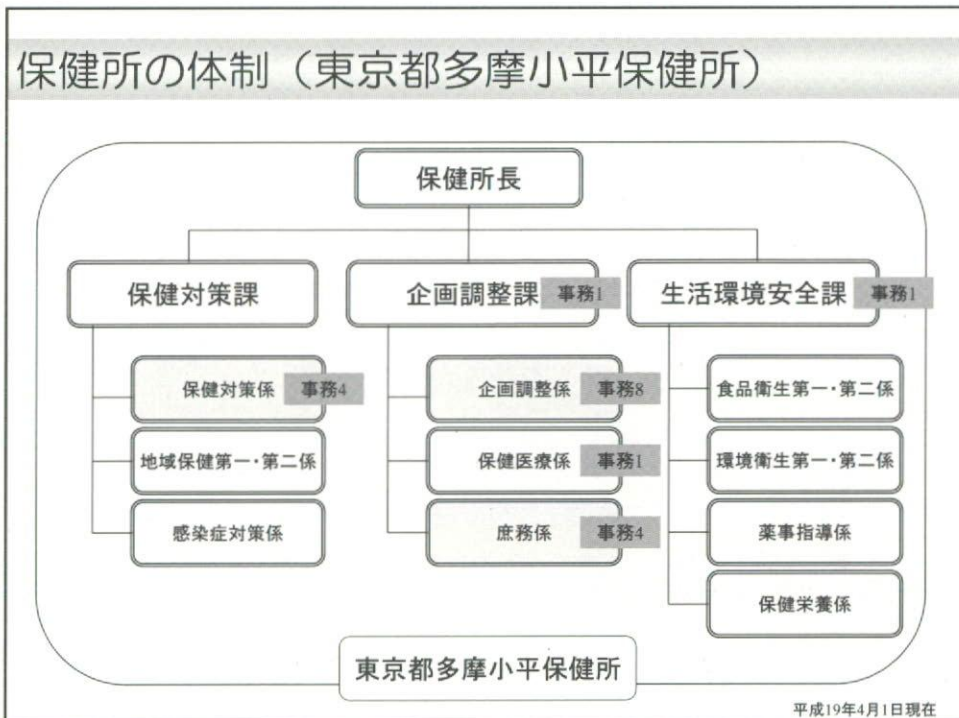 保健所の体制（東京都多摩小平保健所）
保健所長
保健対策課
企画調整課 事務1
生活環境安全課 事務1
保健対策係 事務4
地域保健第一・第二係
感染症対策係
企画調整係 事務8
保健医療係 事務1
庶務係 事務4
食品衛生第一・第二係
環境衛生第一・第二係
薬事指導係
保健栄養係
東京都多摩小平保健所
平成19年4月1日現在